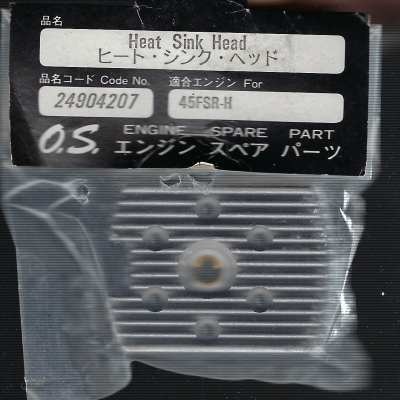 品名
Heat Sink Head
ヒート・シンク・ヘッド
品名コード Code No. 適合エンジン For
24904207 45FSR-H
O.S. ENGINE SPARE PART
エンジン スペア パーツ